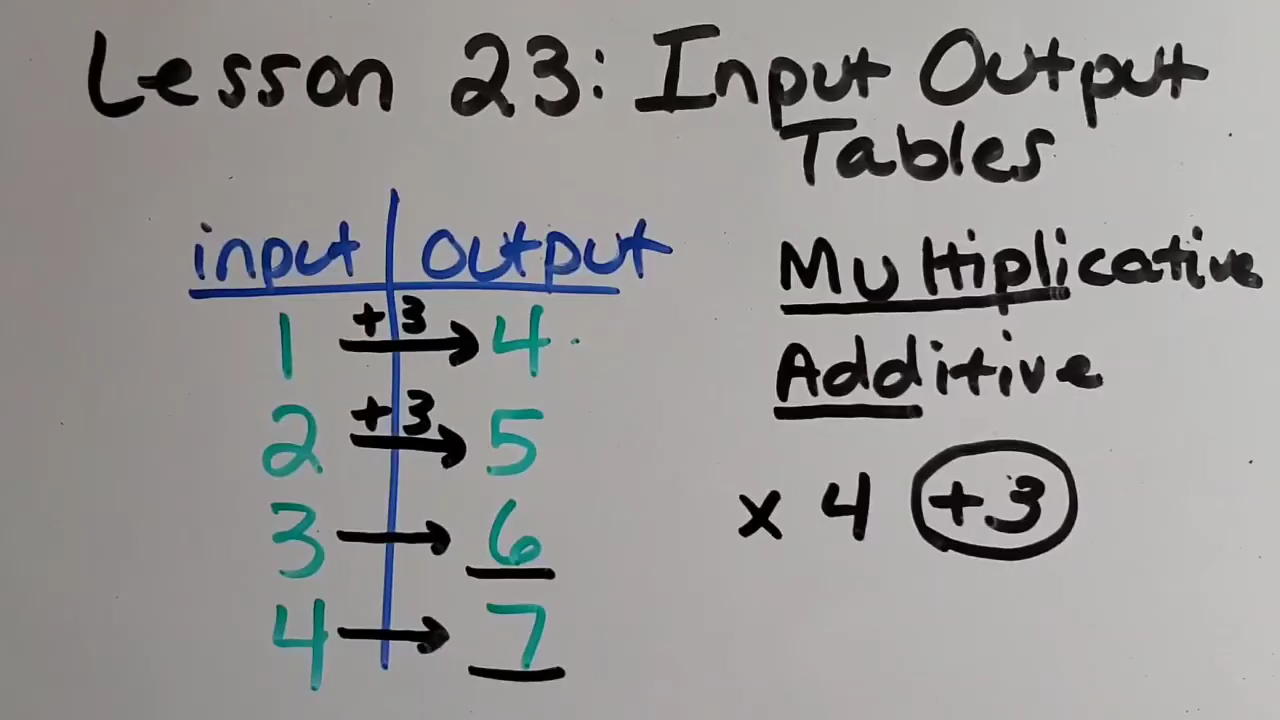 Lesson 23: Input Output
Tables
input output
1 +3 → 4
2 +3 → 5
3 → 6
4 → 7
Multiplicative
Additive
x 4 +3